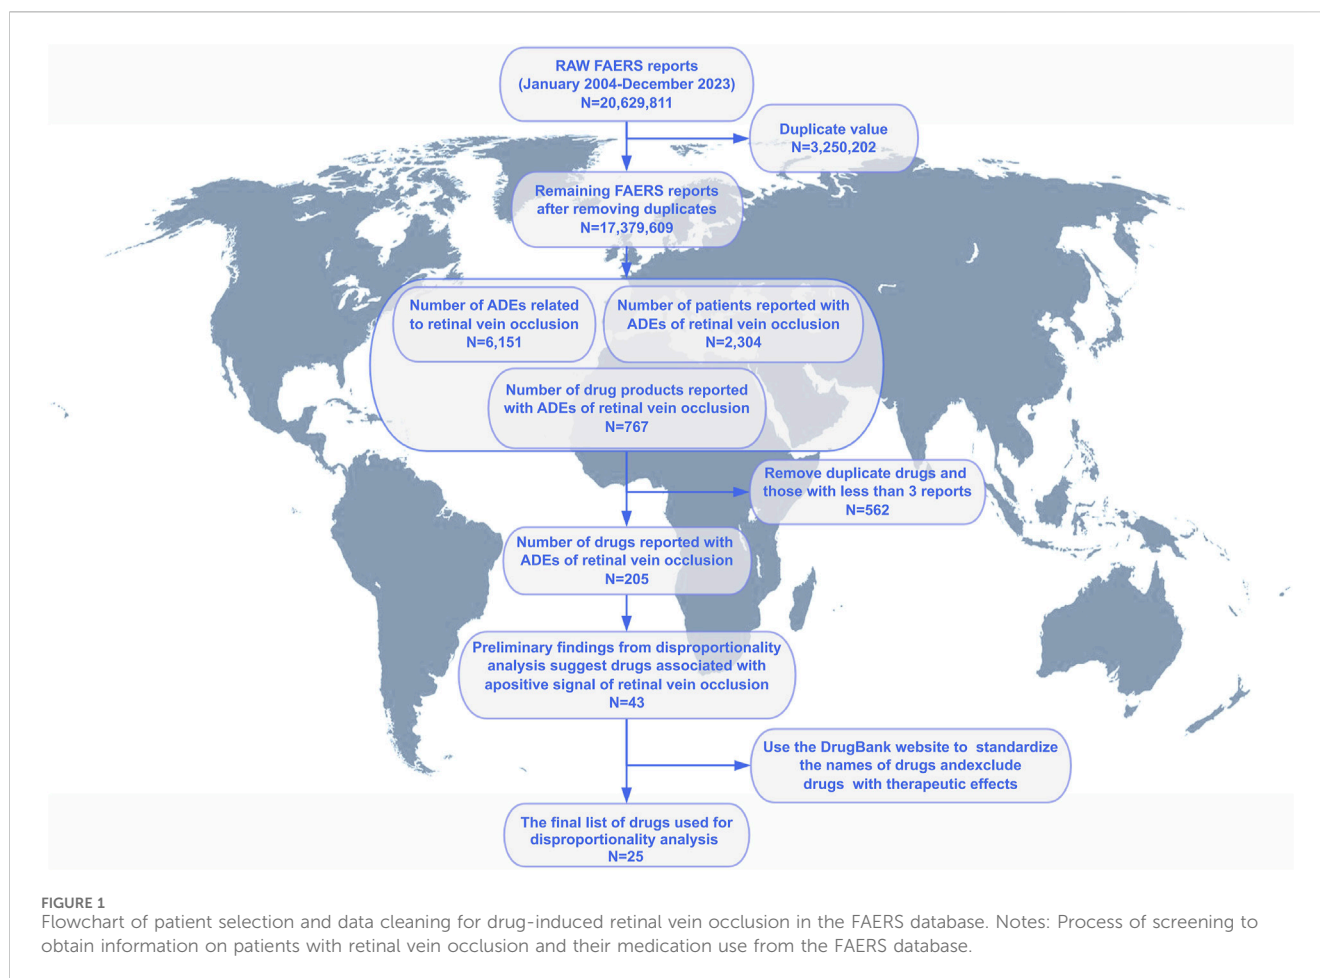 RAW FAERS reports
(January 2004-December 2023)
N=20,629,811
Duplicate value
N=3,250,202
Remaining FAERS reports
after removing duplicates
N=17,379,609
Number of ADEs related
to retinal vein occlusion
N=6,151
Number of patients reported with
ADEs of retinal vein occlusion
N=2,304
Number of drug products reported
with ADEs of retinal vein occlusion
N=767
Remove duplicate drugs and
those with less than 3 reports
N=562
Number of drugs reported with
ADEs of retinal vein occlusion
N=205
Preliminary findings from disproportionality
analysis suggest drugs associated with
apositive signal of retinal vein occlusion
N=43
Use the DrugBank website to  standardize
the names of drugs andexclude
drugs  with therapeutic effects
The final list of drugs used for
disproportionality analysis
N=25
FIGURE 1
Flowchart of patient selection and data cleaning for drug-induced retinal vein occlusion in the FAERS database. Notes: Process of screening to
obtain information on patients with retinal vein occlusion and their medication use from the FAERS database.